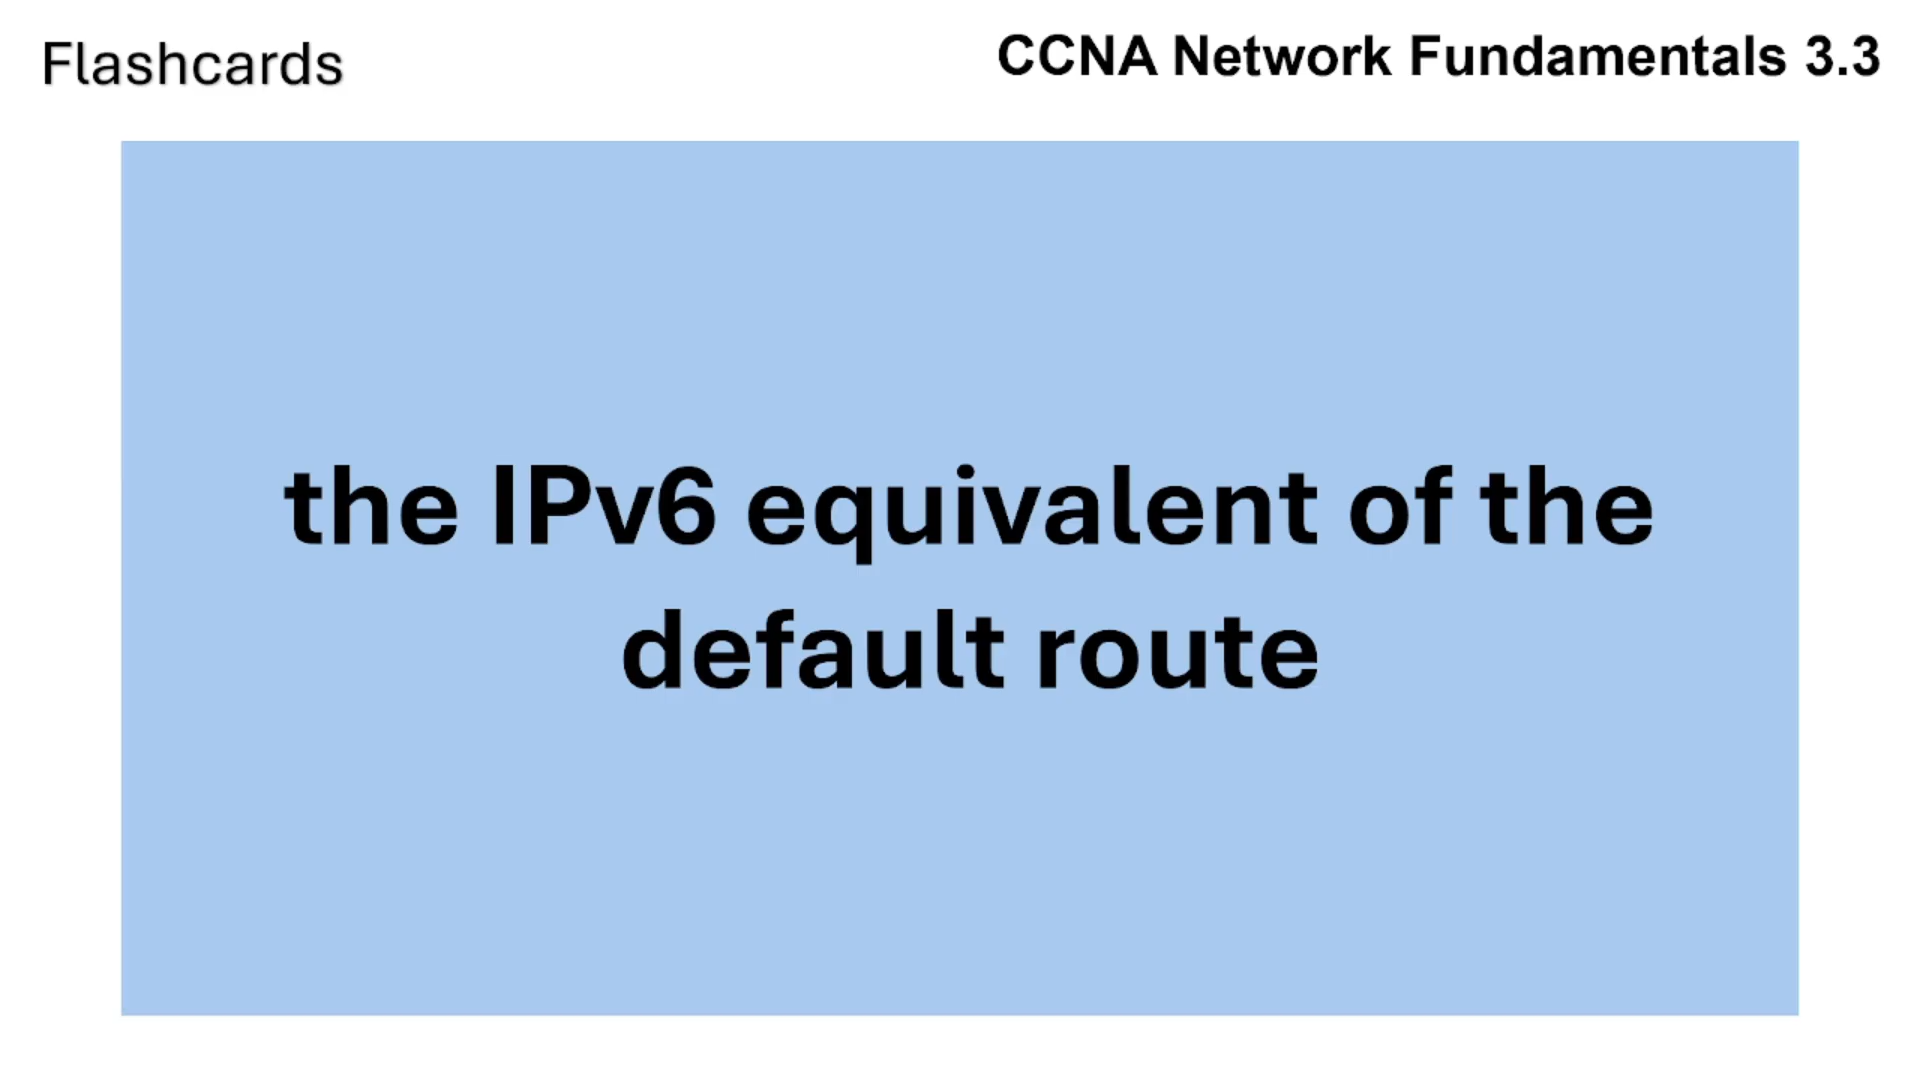 Flashcards
CCNA Network Fundamentals 3.3
the IPv6 equivalent of the
default route